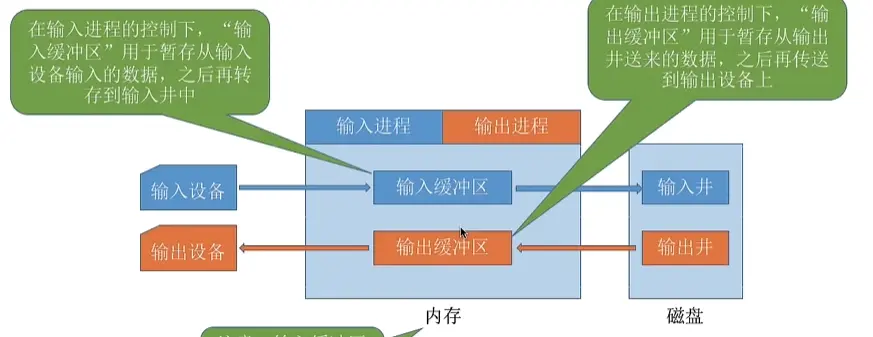 在输入进程的控制下，“输
入缓冲区”用于暂存从输入
设备输入的数据，之后再转
存到输入井中
在输出进程的控制下，“输
出缓冲区”用于暂存从输出
井送来的数据，之后再传送
到输出设备上
输入进程
输出进程
输入设备
输入缓冲区
输入井
输出设备
输出缓冲区
输出井
内存
磁盘